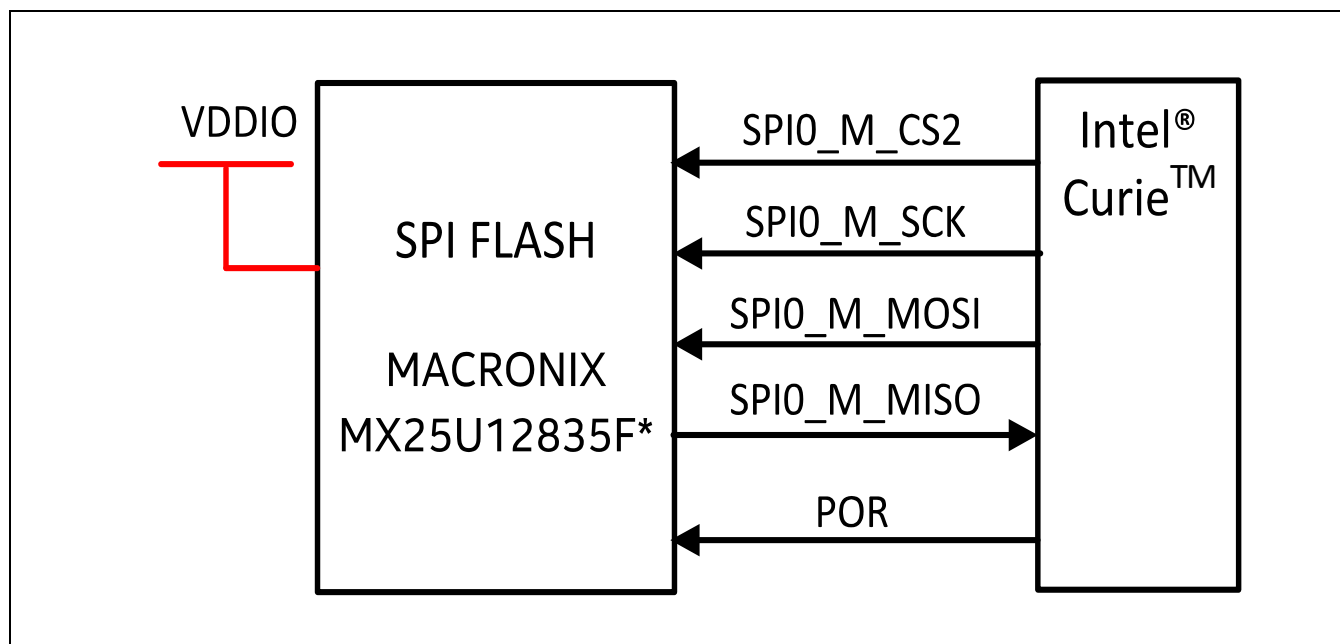 VDDIO
SPI FLASH
MACRONIX
MX25U12835F*
SPI0_M_CS2
SPI0_M_SCK
SPI0_M_MOSI
SPI0_M_MISO
POR
Intel®
Curie™